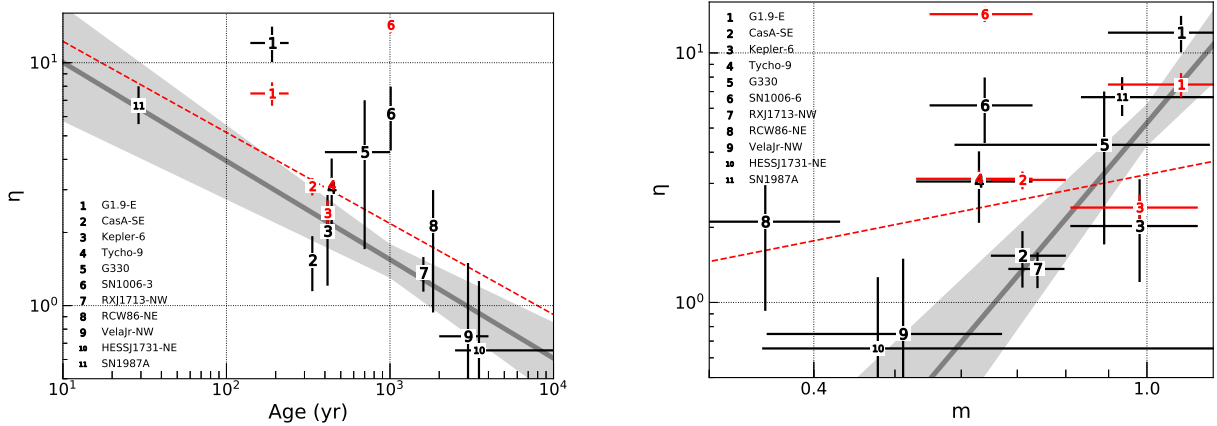 η
10¹
10⁰
10¹
10²
10³
10⁴
Age (yr)
1 G1.9-E
2 CasA-SE
3 Kepler-6
4 Tycho-9
5 G330
6 SN1006-3
7 RXJ1713-NW
8 RCW86-NE
9 VelaJr-NW
10 HESSJ1731-NE
11 SN1987A
11
1
1
6
6
5
2
4
2
3
3
7
8
9
10
η
10¹
10⁰
0.4
1.0
m
1 G1.9-E
2 CasA-SE
3 Kepler-6
4 Tycho-9
5 G330
6 SN1006-6
7 RXJ1713-NW
8 RCW86-NE
9 VelaJr-NW
10 HESSJ1731-NE
11 SN1987A
6
1
1
11
6
5
4
4
2
3
3
8
2
7
9
10